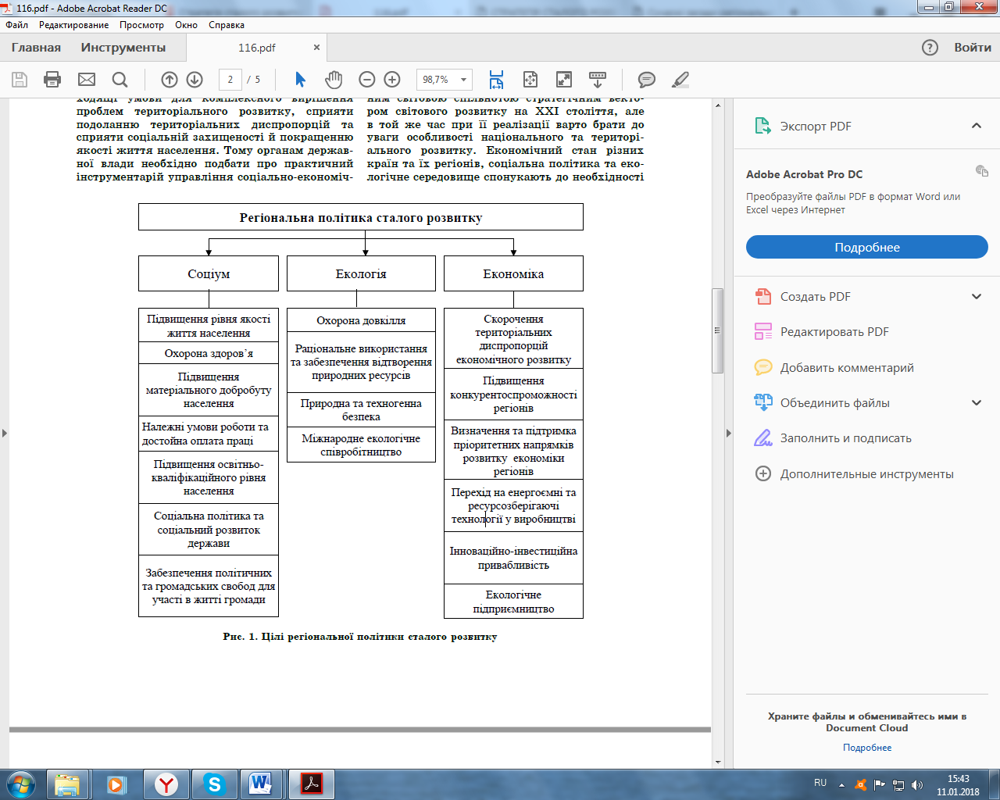 116.pdf - Adobe Acrobat Reader DC
Файл Редактирование Просмотр Окно Справка
Главная Инструменты 116.pdf × ? Войти
2 / 5 98,7%
ходящі умови для комплексного вирішення
проблем територіального розвитку, сприяти
подоланню територіальних диспропорцій та
сприяти соціальній захищеності й покращенню
якості життя населення. Тому органам держав-
ної влади необхідно подбати про практичний
інструментарій управління соціально-економіч-
ним світовою спільнотою стратегічним векто-
ром світового розвитку на XXI століття, але
в той же час при її реалізації варто брати до
уваги особливості національного та територі-
ального розвитку. Економічний стан різних
країн та їх регіонів, соціальна політика та еко-
логічне середовище спонукають до необхідності
Регіональна політика сталого розвитку
Соціум
Екологія
Економіка
Підвищення рівня якості
життя населення
Охорона здоров’я
Підвищення
матеріального добробуту
населення
Належні умови роботи та
достойна оплата праці
Підвищення освітньо-
кваліфікаційного рівня
населення
Соціальна політика та
соціальний розвиток
держави
Забезпечення політичних
та громадських свобод для
участі в житті громади
Охорона довкілля
Раціональне використання
та забезпечення відтворення
природних ресурсів
Природна та техногенна
безпека
Міжнародне екологічне
співробітництво
Скорочення
територіальних
диспропорцій
економічного розвитку
Підвищення
конкурентоспроможності
регіонів
Визначення та підтримка
пріоритетних напрямків
розвитку економіки
регіонів
Перехід на енергоємні та
ресурсозберігаючі
технології у виробництві
Інноваційно-інвестиційна
привабливість
Екологічне
підприємництво
Рис. 1. Цілі регіональної політики сталого розвитку
Экспорт PDF
Adobe Acrobat Pro DC
Преобразуйте файлы PDF в формат Word или
Excel через Интернет
Подробнее
Создать PDF
Редактировать PDF
Добавить комментарий
Объединить файлы
Заполнить и подписать
Дополнительные инструменты
Храните файлы и обменивайтесь ими в
Document Cloud
Подробнее
RU
15:43
11.01.2018